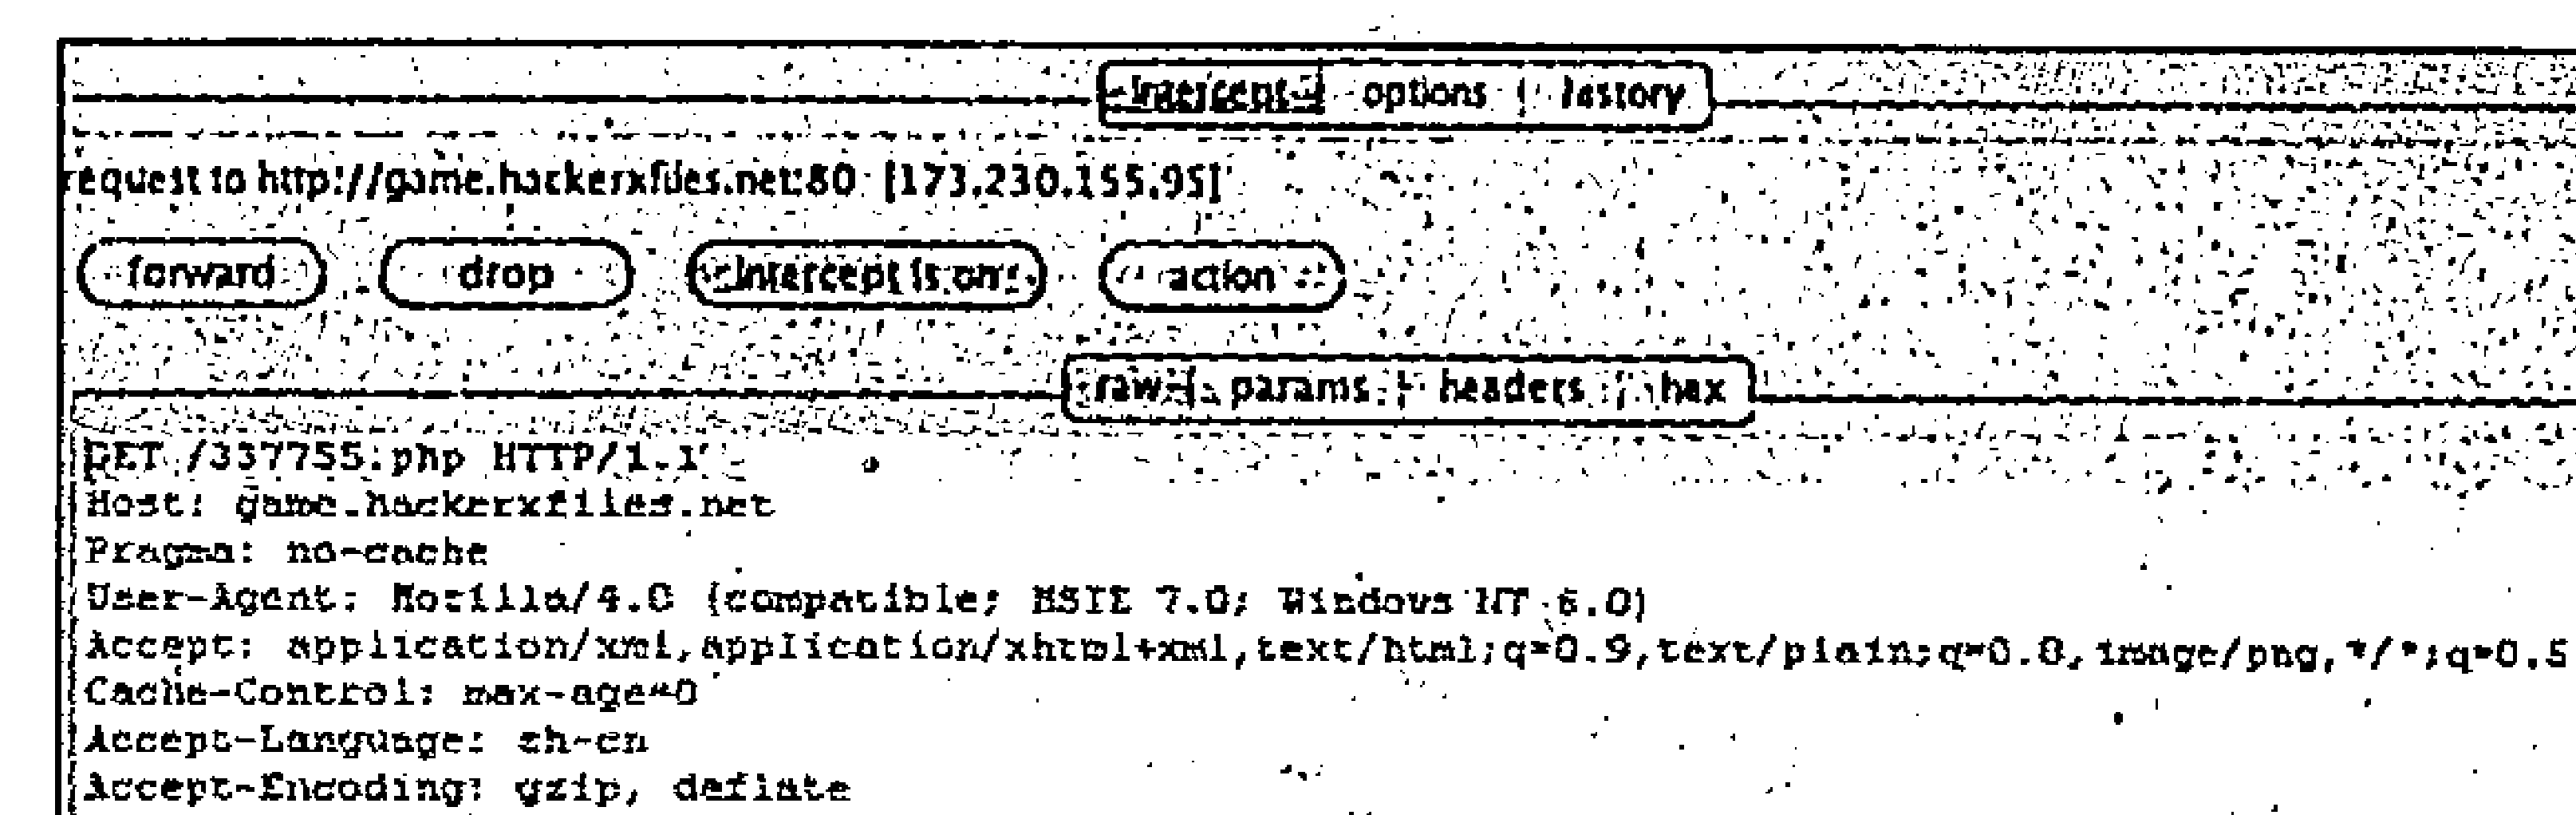 intercept options history
request to http://game.hackerxfiles.net:80 [173.230.155.95]
forward drop intercept is on action
raw params headers hex
GET /337755.php HTTP/1.1
Host: game.hackerxfiles.net
Pragma: no-cache
User-Agent: Mozilla/4.0 (compatible; MSIE 7.0; Windows NT 6.0)
Accept: application/xml,application/xhtml+xml,text/html;q=0.9,text/plain;q=0.8,image/png,*/*;q=0.5
Cache-Control: max-age=0
Accept-Language: zh-cn
Accept-Encoding: gzip, deflate